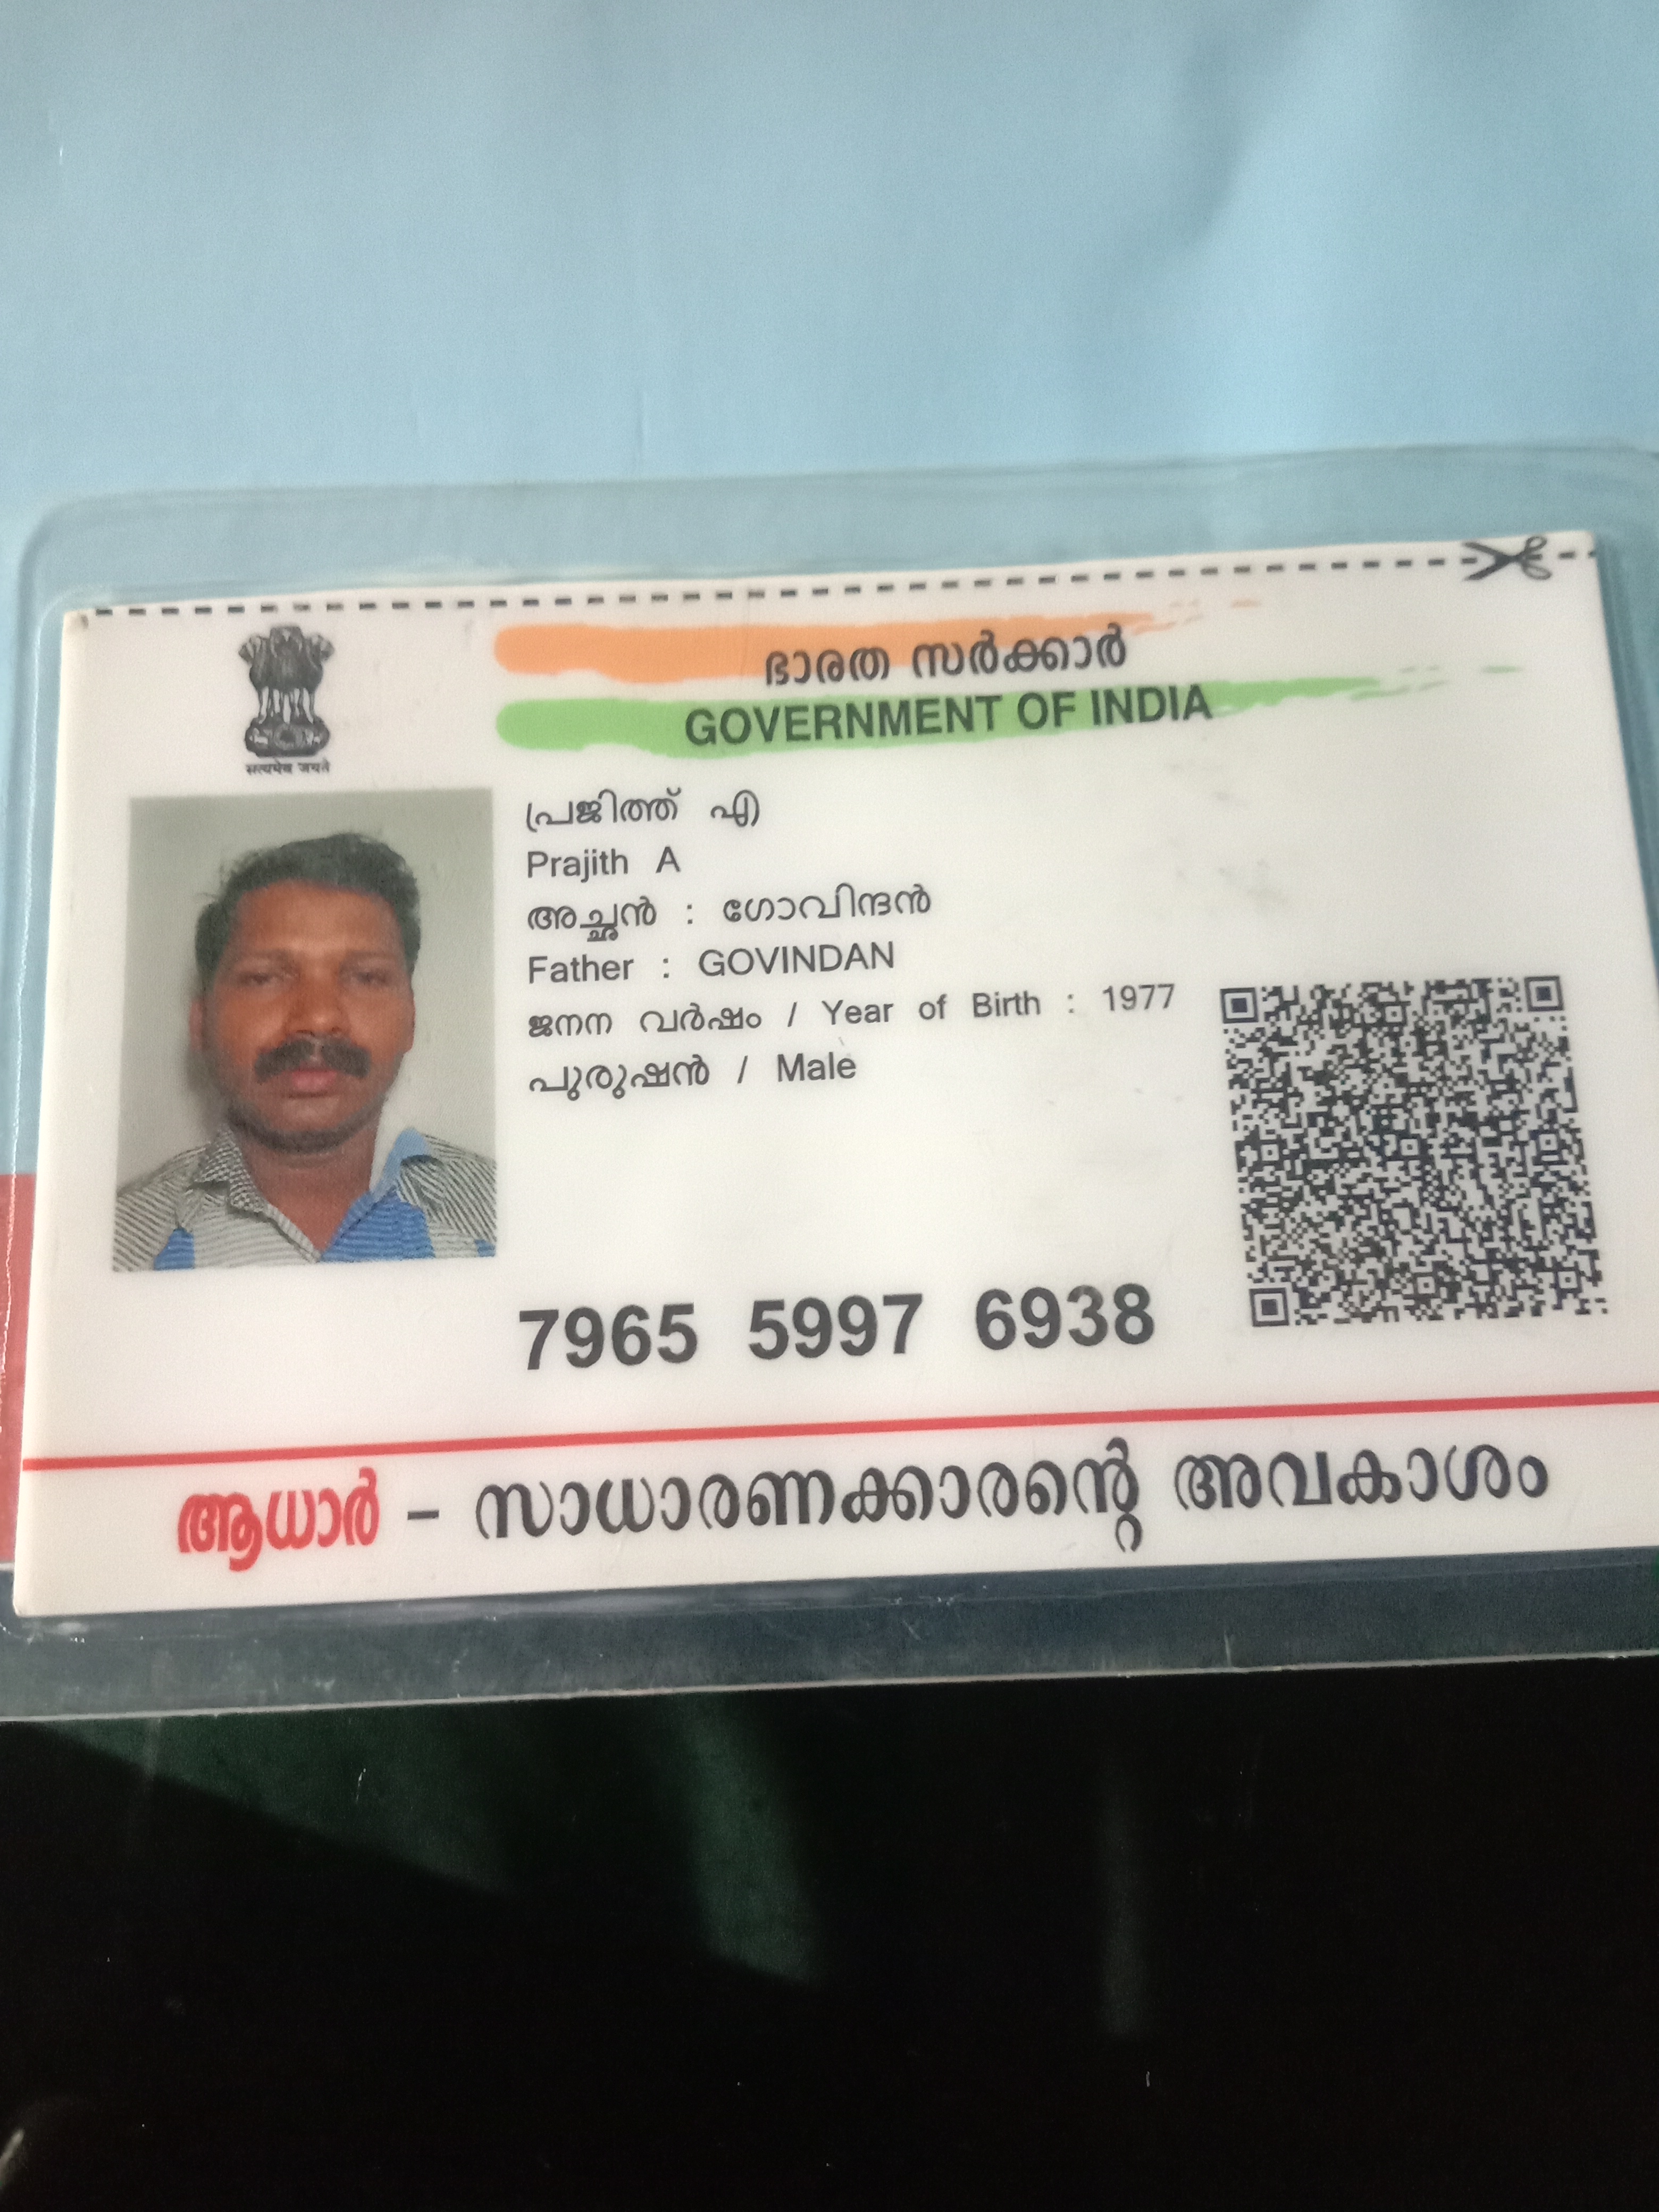 ഭാരത സർക്കാർ
GOVERNMENT OF INDIA
सत्यमेव जयते
പ്രജിത്ത് എ
Prajith A
അച്ഛൻ : ഗോവിന്ദൻ
Father : GOVINDAN
ജനന വർഷം / Year of Birth : 1977
പുരുഷൻ / Male
7965 5997 6938
ആധാർ - സാധാരണക്കാരന്റെ അവകാശം